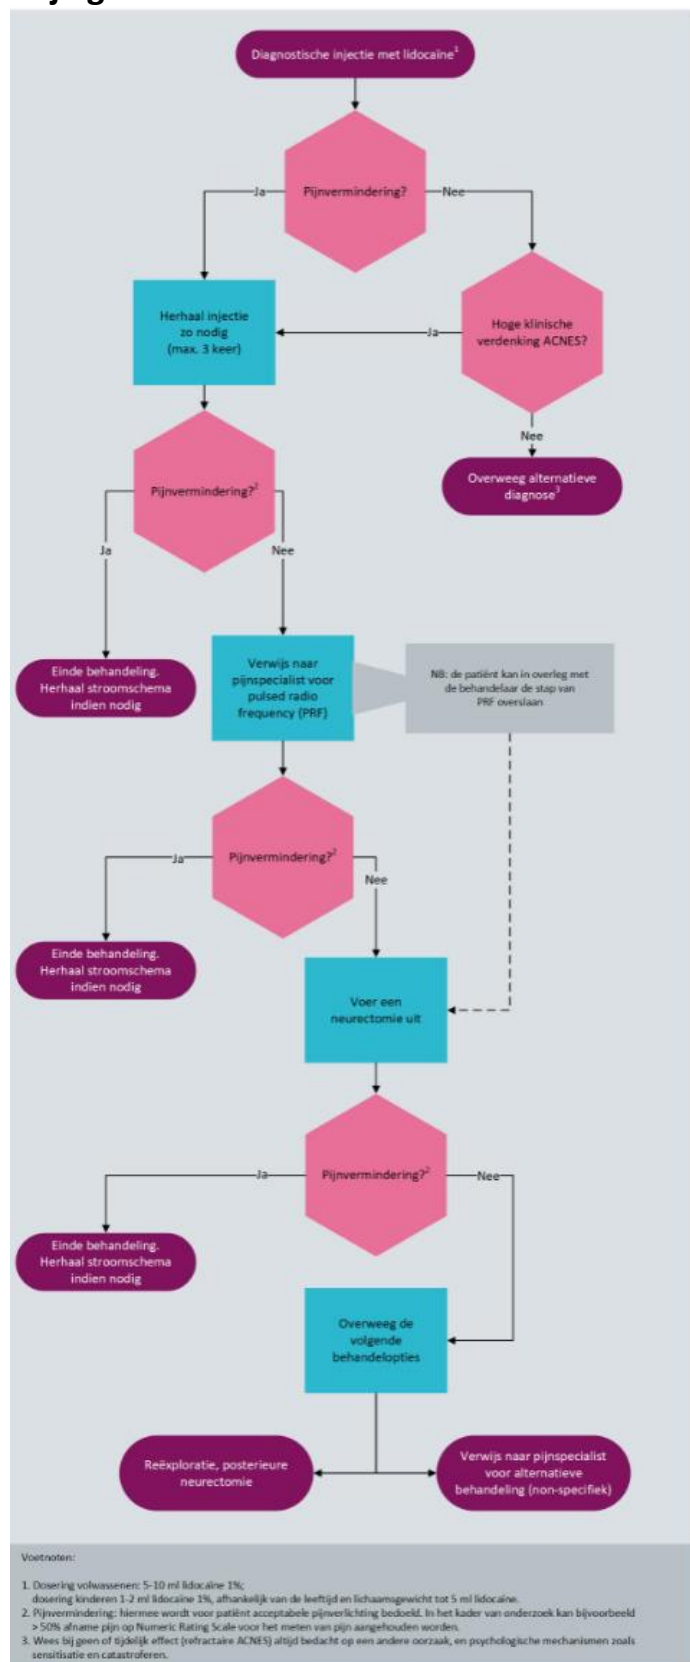 Diagnostische injectie met lidocaïne¹
Pijnvermindering?
Ja
Nee
Herhaal injectie
zo nodig
(max. 3 keer)
Hoge klinische
verdenking ACNES?
Ja
Nee
Overweeg alternatieve
diagnose³
Pijnvermindering?²
Ja
Nee
Einde behandeling.
Herhaal stroomschema
indien nodig
Verwijs naar
pijnspecialist voor
pulsed radio
frequency (PRF)
NB: de patiënt kan in overleg met
de behandelaar de stap van
PRF overslaan
Pijnvermindering?²
Ja
Nee
Einde behandeling.
Herhaal stroomschema
indien nodig
Voer een
neurectomie uit
Pijnvermindering?²
Ja
Nee
Einde behandeling.
Herhaal stroomschema
indien nodig
Overweeg de
volgende
behandelopties
Reëxploratie, posterieure
neurectomie
Verwijs naar pijnspecialist
voor alternatieve
behandeling (non-specifiek)
Voetnoten:
1. Dosering volwassenen: 5-10 ml lidocaïne 1%;
dosering kinderen 1-2 ml lidocaïne 1%, afhankelijk van de leeftijd en lichaamsgewicht tot 5 ml lidocaïne.
2. Pijnvermindering: hiermee wordt voor patiënt acceptabele pijnverlichting bedoeld. In het kader van onderzoek kan bijvoorbeeld
> 50% afname pijn op Numeric Rating Scale voor het meten van pijn aangehouden worden.
3. Wees bij geen of tijdelijk effect (refractaire ACNES) altijd bedacht op een andere oorzaak, en psychologische mechanismen zoals
sensitisatie en catastroferen.